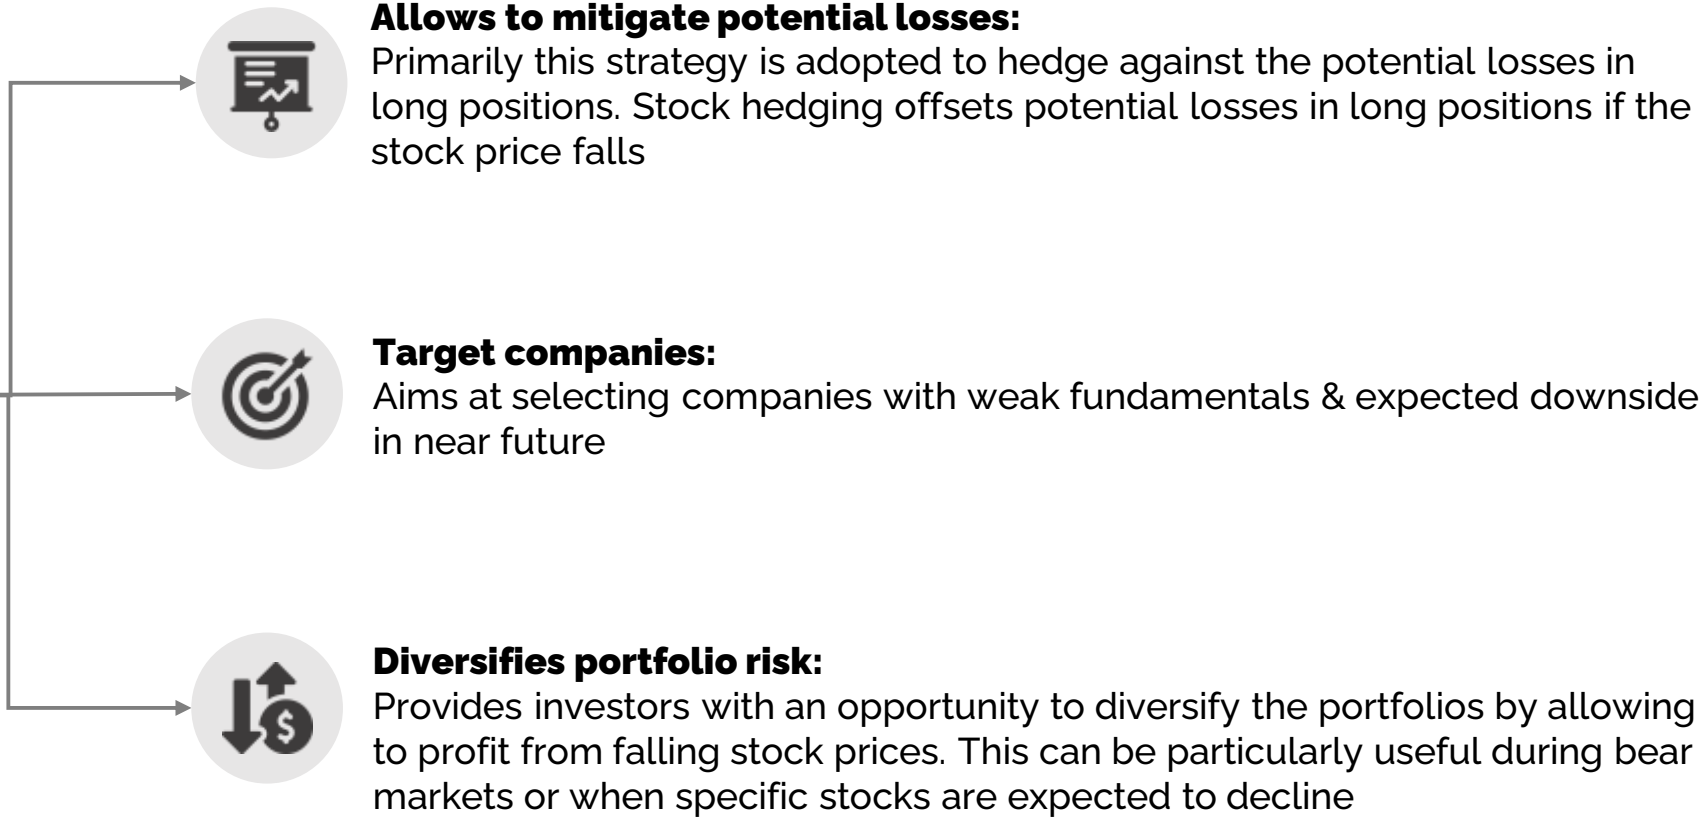 Allows to mitigate potential losses:
Primarily this strategy is adopted to hedge against the potential losses in
long positions. Stock hedging offsets potential losses in long positions if the
stock price falls
Target companies:
Aims at selecting companies with weak fundamentals & expected downside
in near future
Diversifies portfolio risk:
Provides investors with an opportunity to diversify the portfolios by allowing
to profit from falling stock prices. This can be particularly useful during bear
markets or when specific stocks are expected to decline